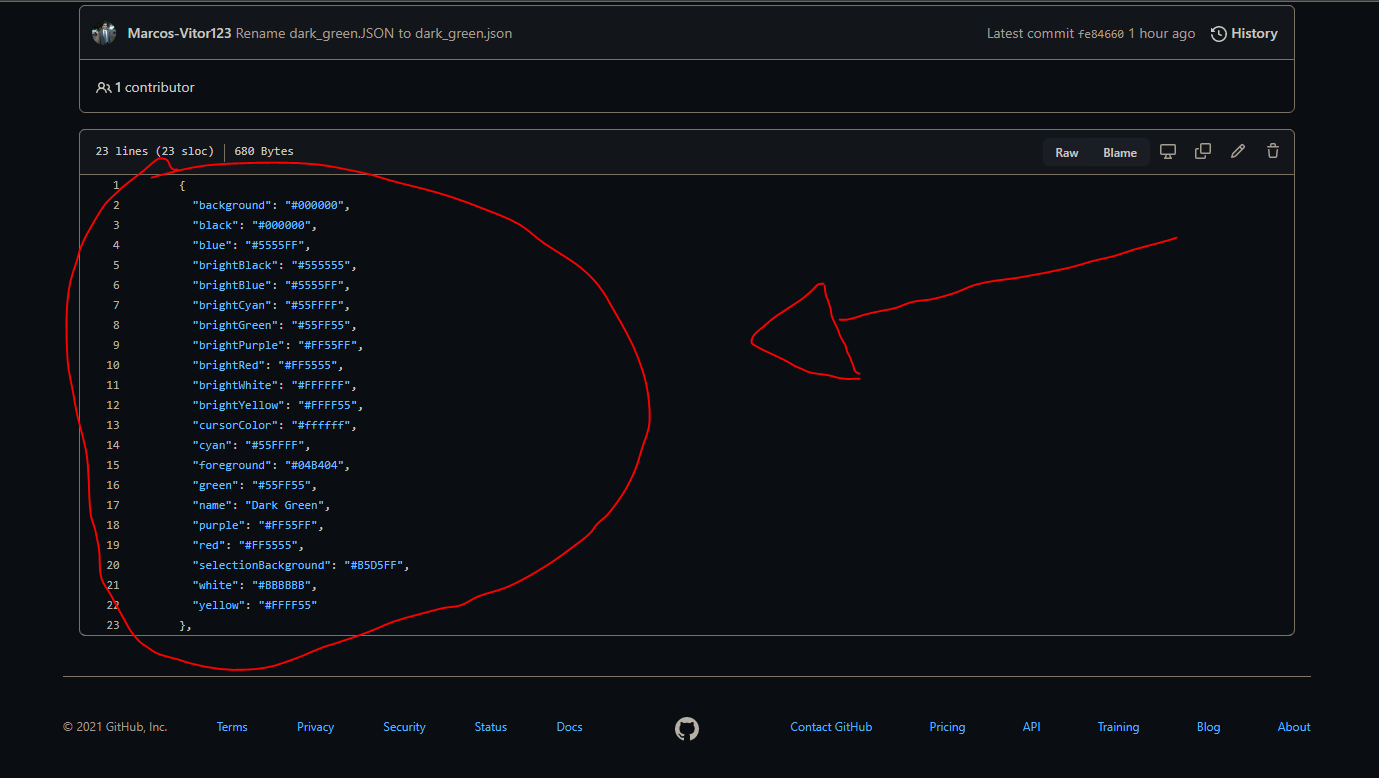 Marcos-Vitor123 Rename dark_green.JSON to dark_green.json Latest commit fe84660 1 hour ago History
1 contributor
23 lines (23 sloc) 680 Bytes Raw Blame
1 {
2 "background": "#000000",
3 "black": "#000000",
4 "blue": "#5555FF",
5 "brightBlack": "#555555",
6 "brightBlue": "#5555FF",
7 "brightCyan": "#55FFFF",
8 "brightGreen": "#55FF55",
9 "brightPurple": "#FF55FF",
10 "brightRed": "#FF5555",
11 "brightWhite": "#FFFFFF",
12 "brightYellow": "#FFFF55",
13 "cursorColor": "#ffffff",
14 "cyan": "#55FFFF",
15 "foreground": "#04B404",
16 "green": "#55FF55",
17 "name": "Dark Green",
18 "purple": "#FF55FF",
19 "red": "#FF5555",
20 "selectionBackground": "#B5D5FF",
21 "white": "#BBBBBB",
22 "yellow": "#FFFF55"
23 },
© 2021 GitHub, Inc. Terms Privacy Security Status Docs Contact GitHub Pricing API Training Blog About